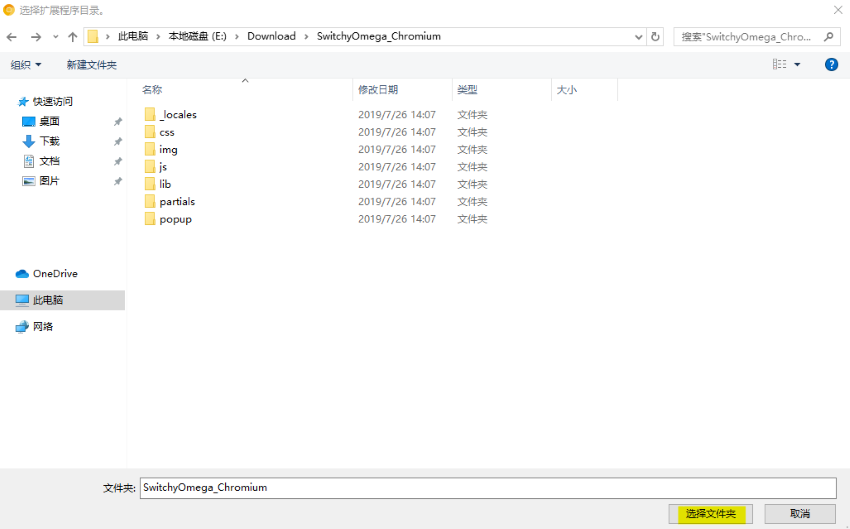 选择扩展程序目录。
此电脑 › 本地磁盘 (E:) › Download › SwitchyOmega_Chromium
搜索"SwitchyOmega_Chro...
组织 新建文件夹
名称 修改日期 类型 大小
快速访问
桌面
下载
文档
图片
OneDrive
此电脑
网络
_locales 2019/7/26 14:07 文件夹
css 2019/7/26 14:07 文件夹
img 2019/7/26 14:07 文件夹
js 2019/7/26 14:07 文件夹
lib 2019/7/26 14:07 文件夹
partials 2019/7/26 14:07 文件夹
popup 2019/7/26 14:07 文件夹
文件夹: SwitchyOmega_Chromium
选择文件夹 取消